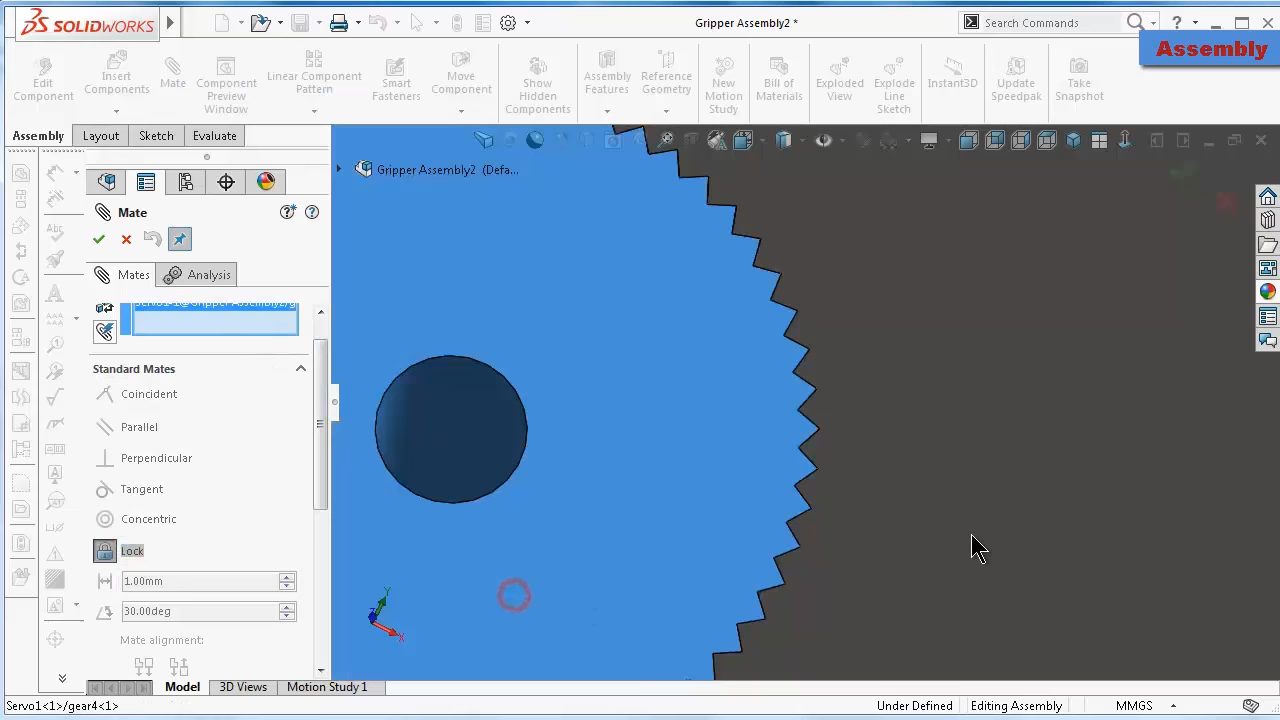 SOLIDWORKS
Gripper Assembly2 *
Search Commands
Assembly
Edit Component
Insert Components
Mate
Component Preview Window
Linear Component Pattern
Smart Fasteners
Move Component
Show Hidden Components
Assembly Features
Reference Geometry
New Motion Study
Bill of Materials
Exploded View
Explode Line Sketch
Instant3D
Update Speedpak
Take Snapshot
Assembly
Layout
Sketch
Evaluate
Gripper Assembly2 (Defa...
Mate
Mates
Analysis
Standard Mates
Coincident
Parallel
Perpendicular
Tangent
Concentric
Lock
1.00mm
30.00deg
Mate alignment:
Y
Z
X
Model
3D Views
Motion Study 1
Servo1<1>/gear4<1>
Under Defined
Editing Assembly
MMGS